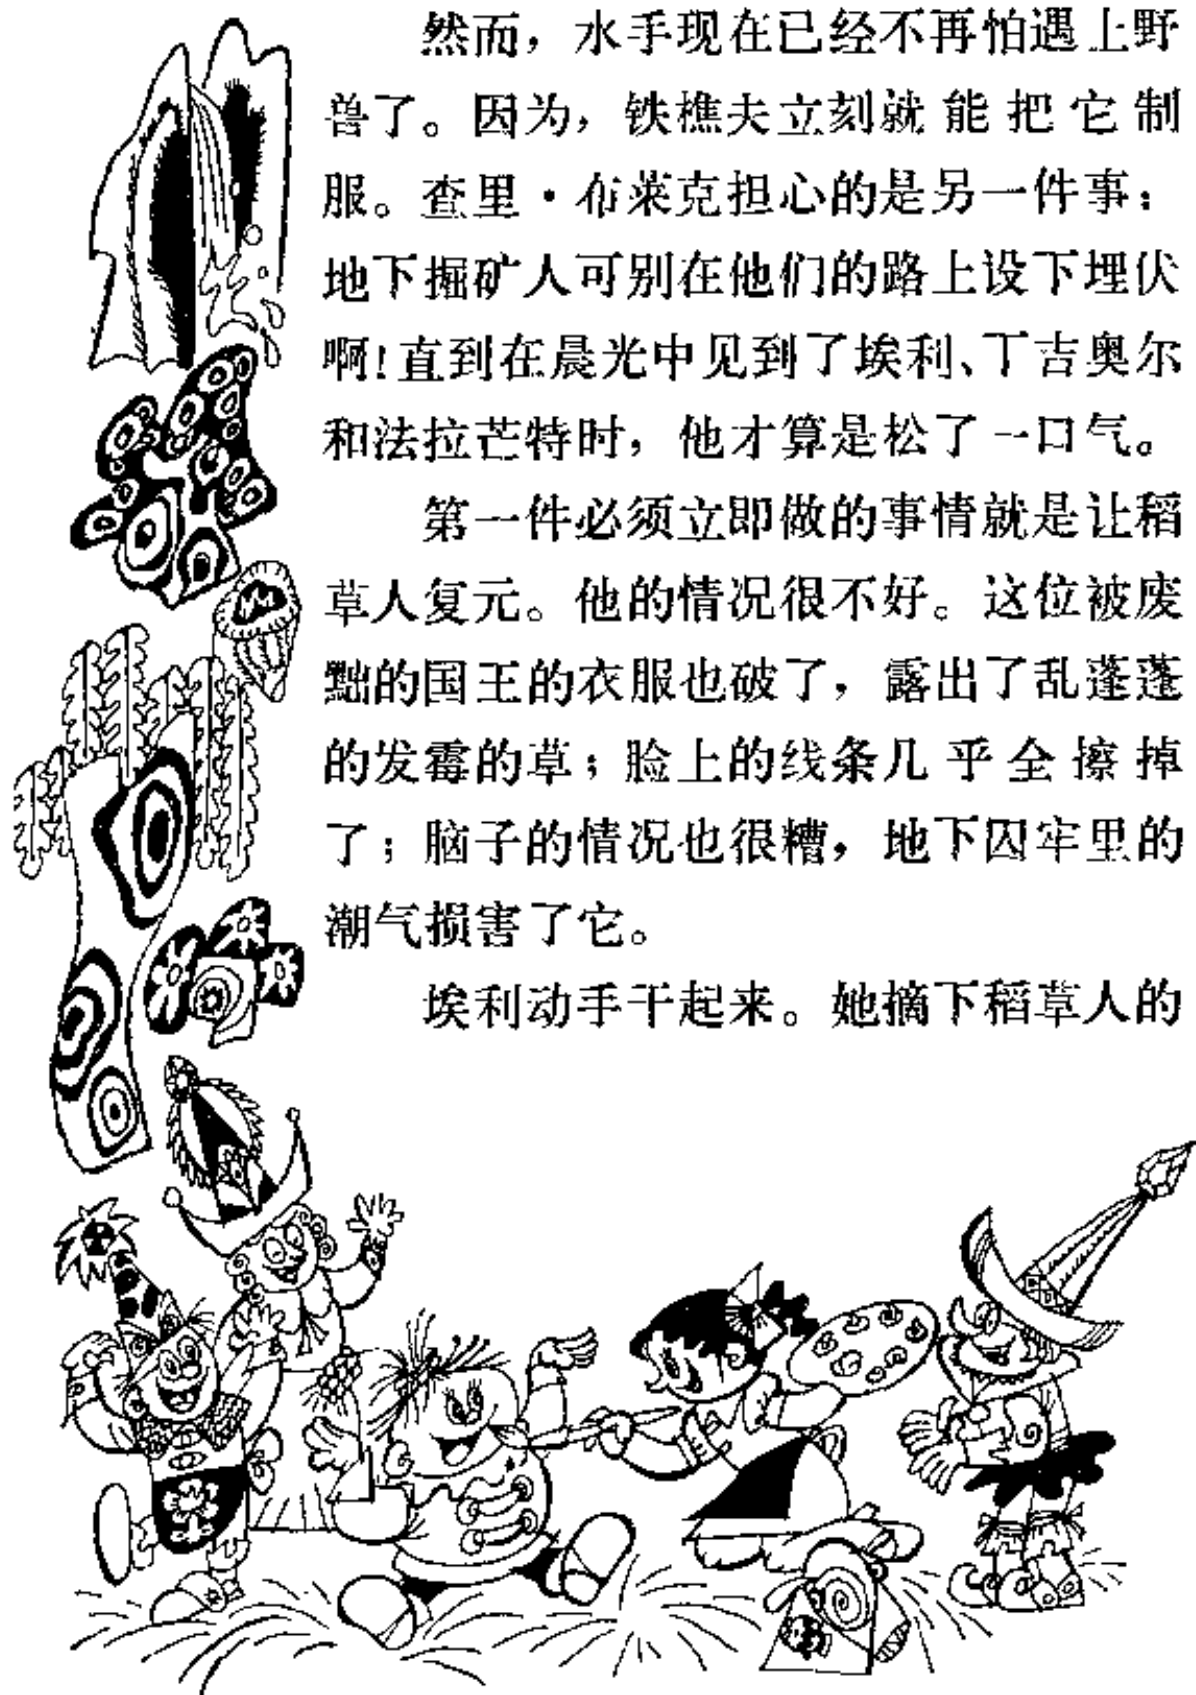 然而，水手现在已经不再怕遇上野
兽了。因为，铁樵夫立刻就能把它制
服。查里·布莱克担心的是另一件事：
地下掘矿人可别在他们的路上设下埋伏
啊！直到在晨光中见到了埃利、丁吉奥尔
和法拉芒特时，他才算是松了一口气。
第一件必须立即做的事情就是让稻
草人复元。他的情况很不好。这位被废
黜的国王的衣服也破了，露出了乱蓬蓬
的发霉的草；脸上的线条几乎全擦掉
了；脑子的情况也很糟，地下囚牢里的
潮气损害了它。
埃利动手干起来。她摘下稻草人的